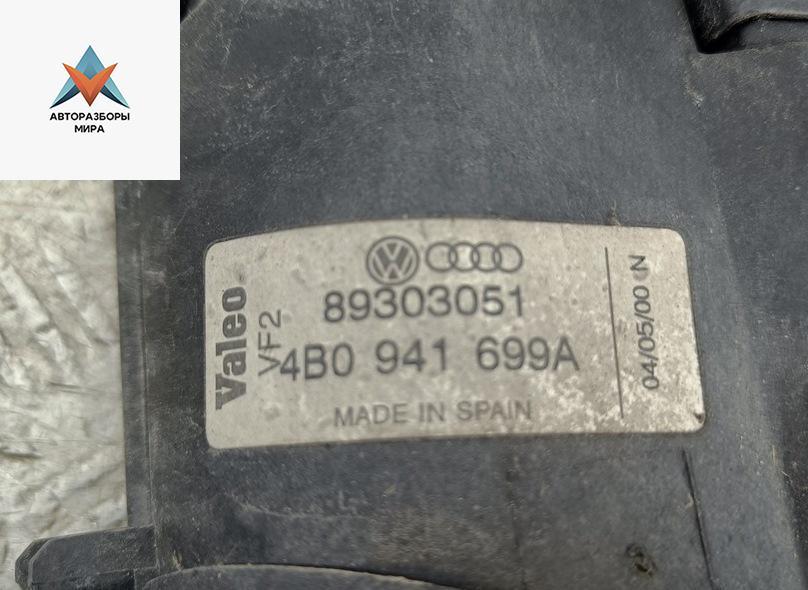 АВТОРАЗБОРЫ
МИРА
Valeo
VF2
89303051
4B0 941 699A
MADE IN SPAIN
04/05/00 N